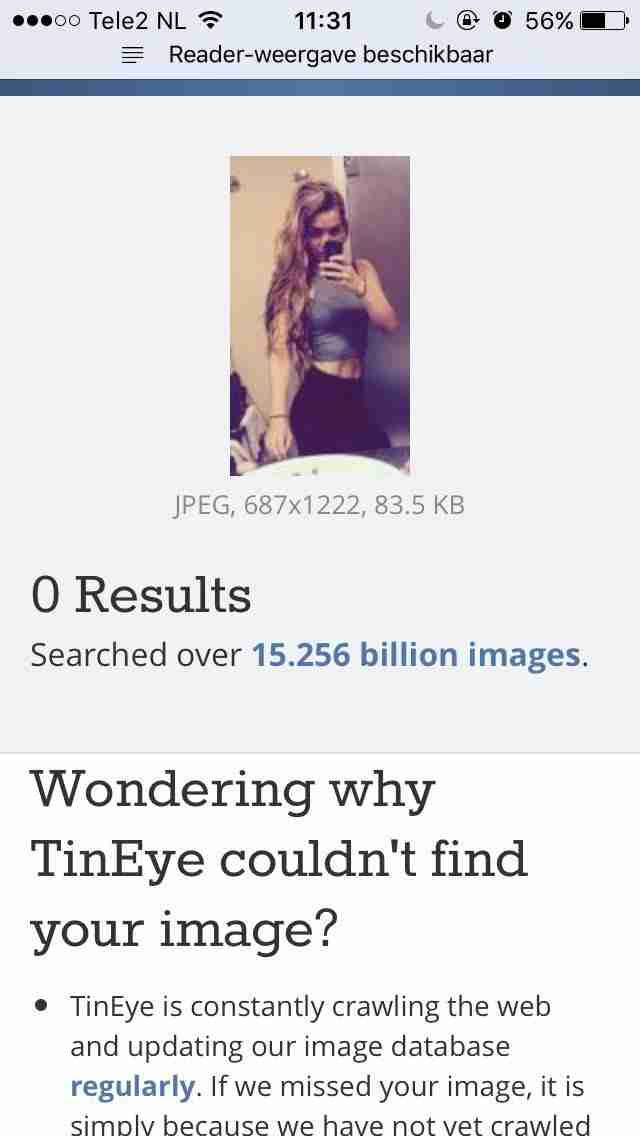 Tele2 NL 11:31 56%
Reader-weergave beschikbaar
JPEG, 687x1222, 83.5 KB
0 Results
Searched over 15.256 billion images.
Wondering why
TinEye couldn't find
your image?
• TinEye is constantly crawling the web
and updating our image database
regularly. If we missed your image, it is
simply because we have not yet crawled